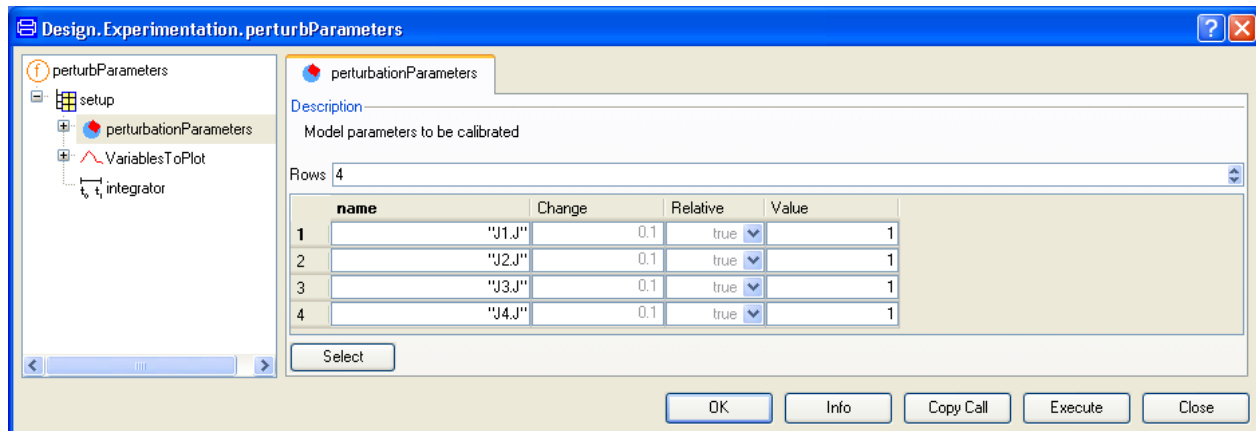 Design.Experimentation.perturbParameters
perturbParameters
setup
perturbationParameters
VariablesToPlot
integrator
perturbationParameters
Description
Model parameters to be calibrated
Rows 4
name Change Relative Value
1 "J1.J" 0.1 true 1
2 "J2.J" 0.1 true 1
3 "J3.J" 0.1 true 1
4 "J4.J" 0.1 true 1
Select
OK Info Copy Call Execute Close